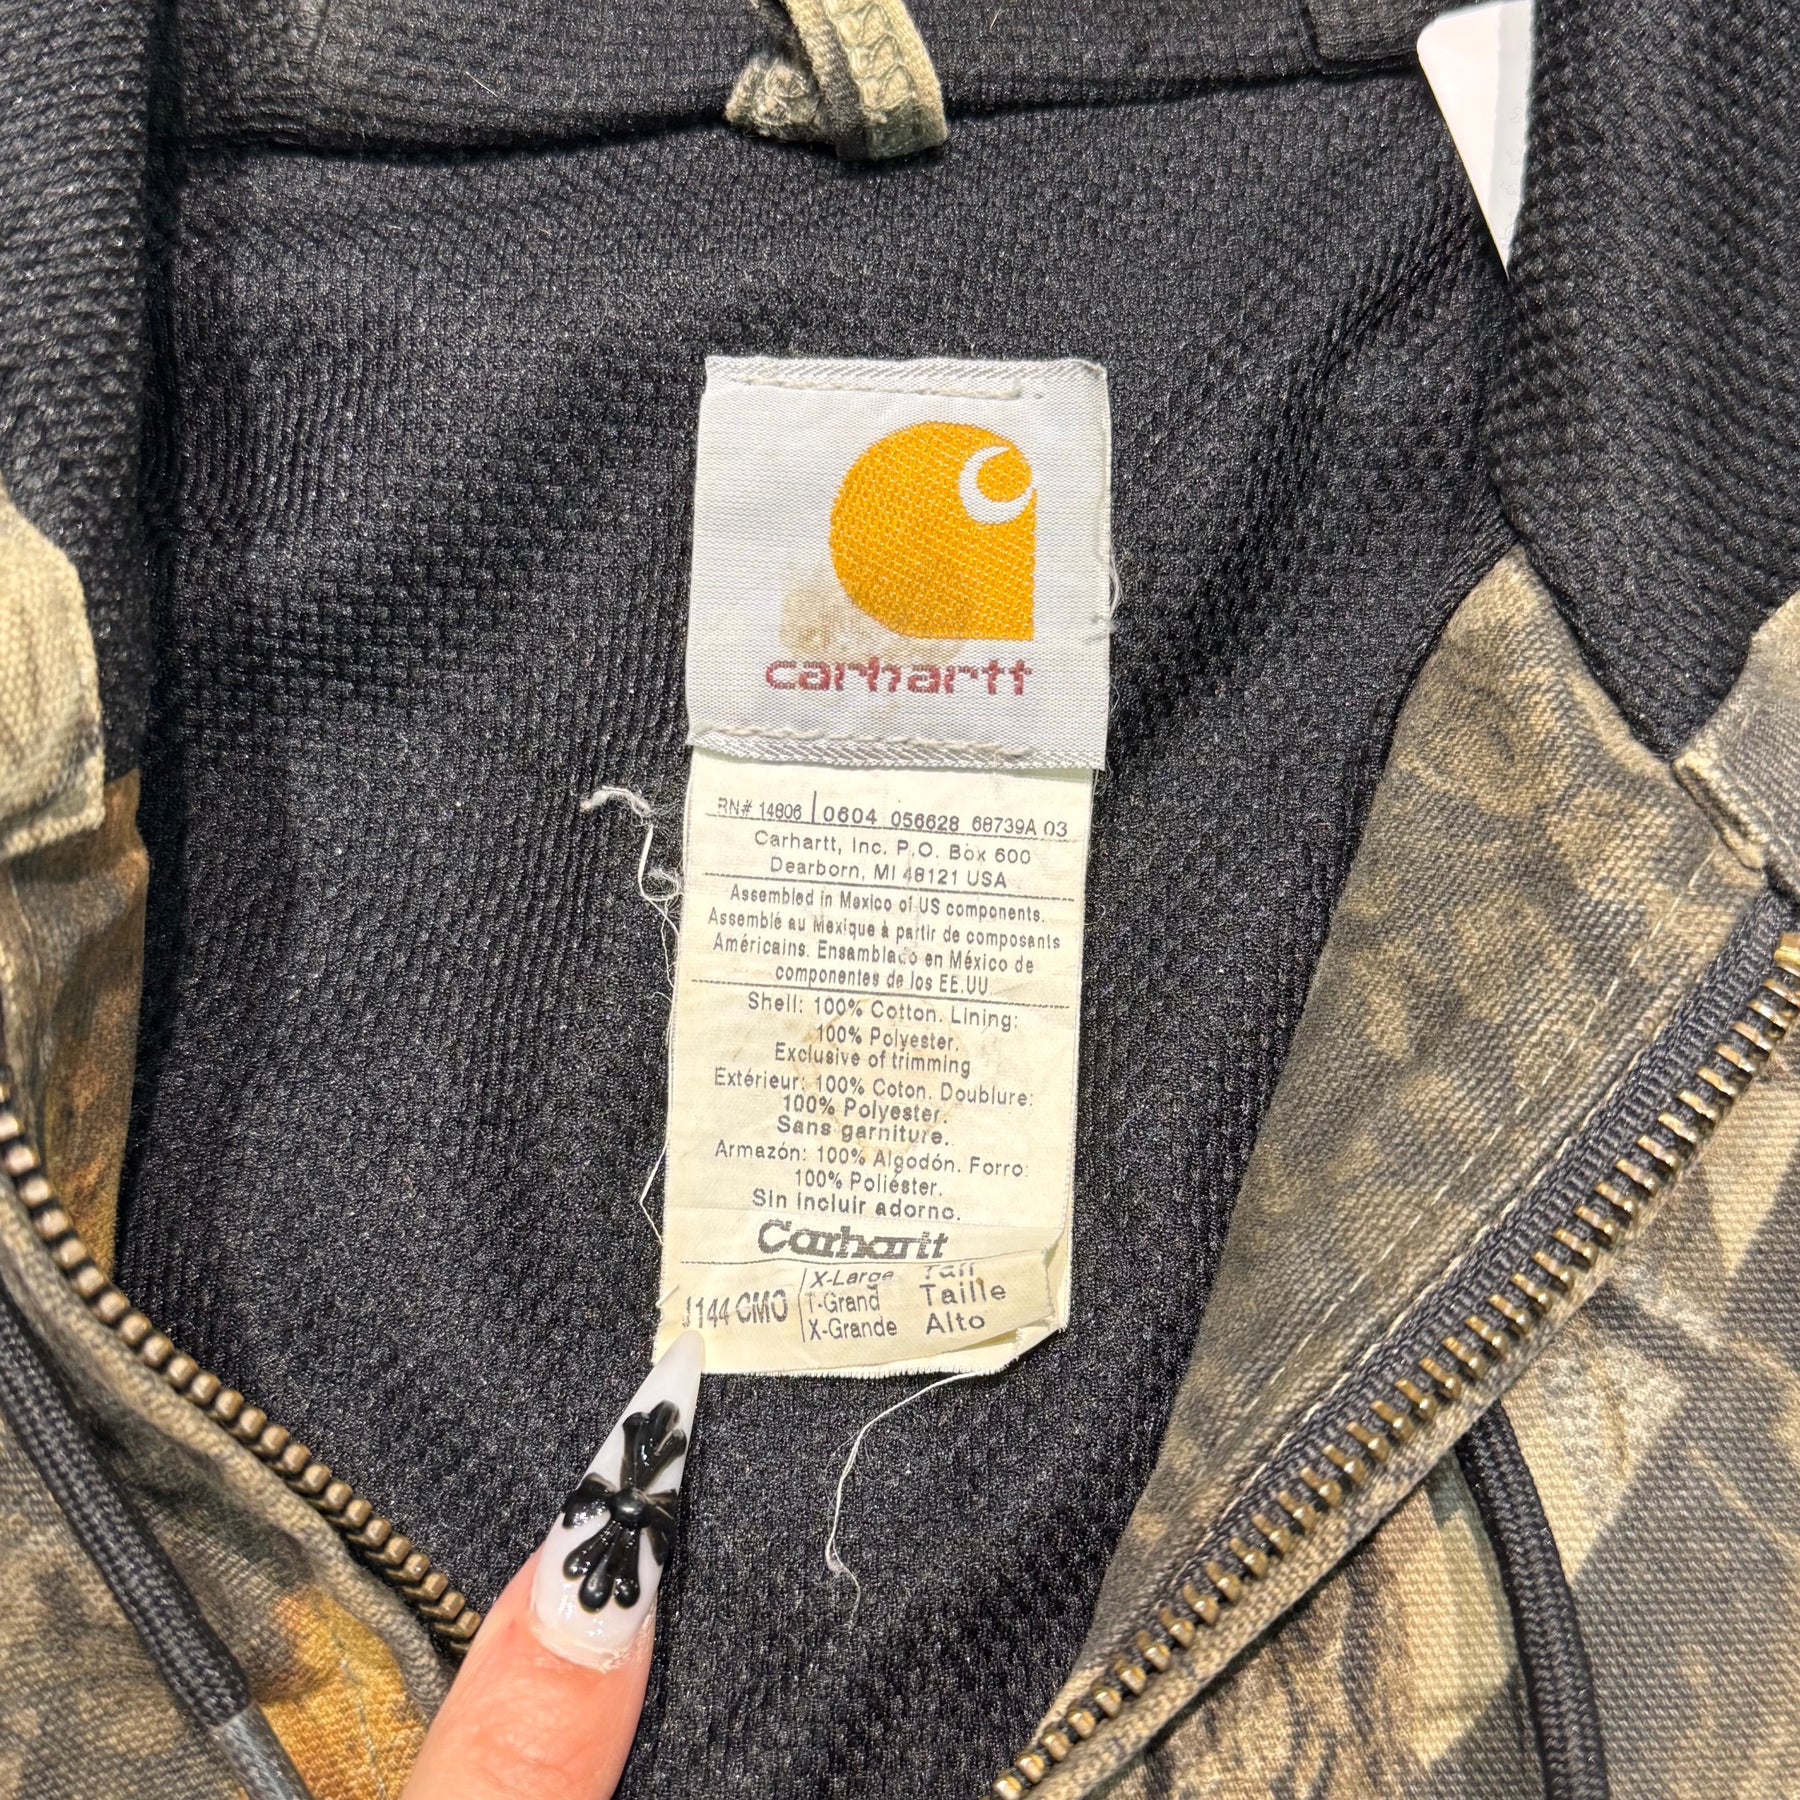 carhartt
RN# 14806 0604 056628 68739A 03
Carhartt, Inc. P.O. Box 600
Dearborn, MI 48121 USA
Assembled in Mexico of US components.
Assemblé au Mexique à partir de composants
Américains. Ensamblado en México de
componentes de los EE.UU.
Shell: 100% Cotton. Lining:
100% Polyester.
Exclusive of trimming
Extérieur: 100% Coton. Doublure:
100% Polyester.
Sans garniture.
Armazón: 100% Algodón. Forro:
100% Poliéster.
Sin incluir adorno.
Carhartt
J144 CMO
X-Large Tall
T-Grand Taille
X-Grande Alto